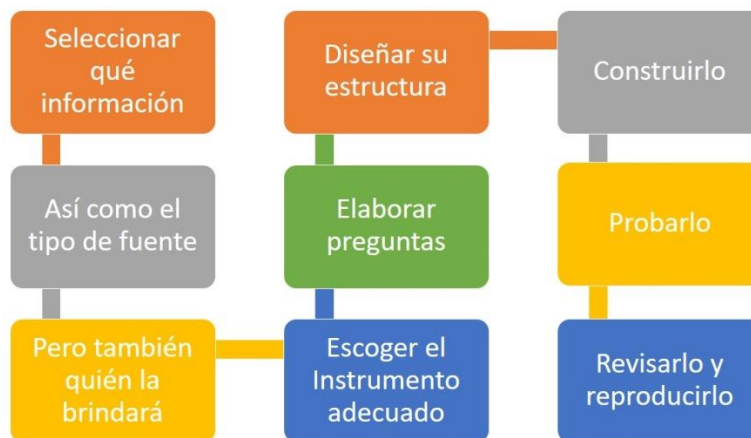 Seleccionar
qué
información
Así como el
tipo de fuente
Pero también
quién la
brindará
Escoger el
Instrumento
adecuado
Elaborar
preguntas
Diseñar su
estructura
Construirlo
Probarlo
Revisarlo y
reproducirlo